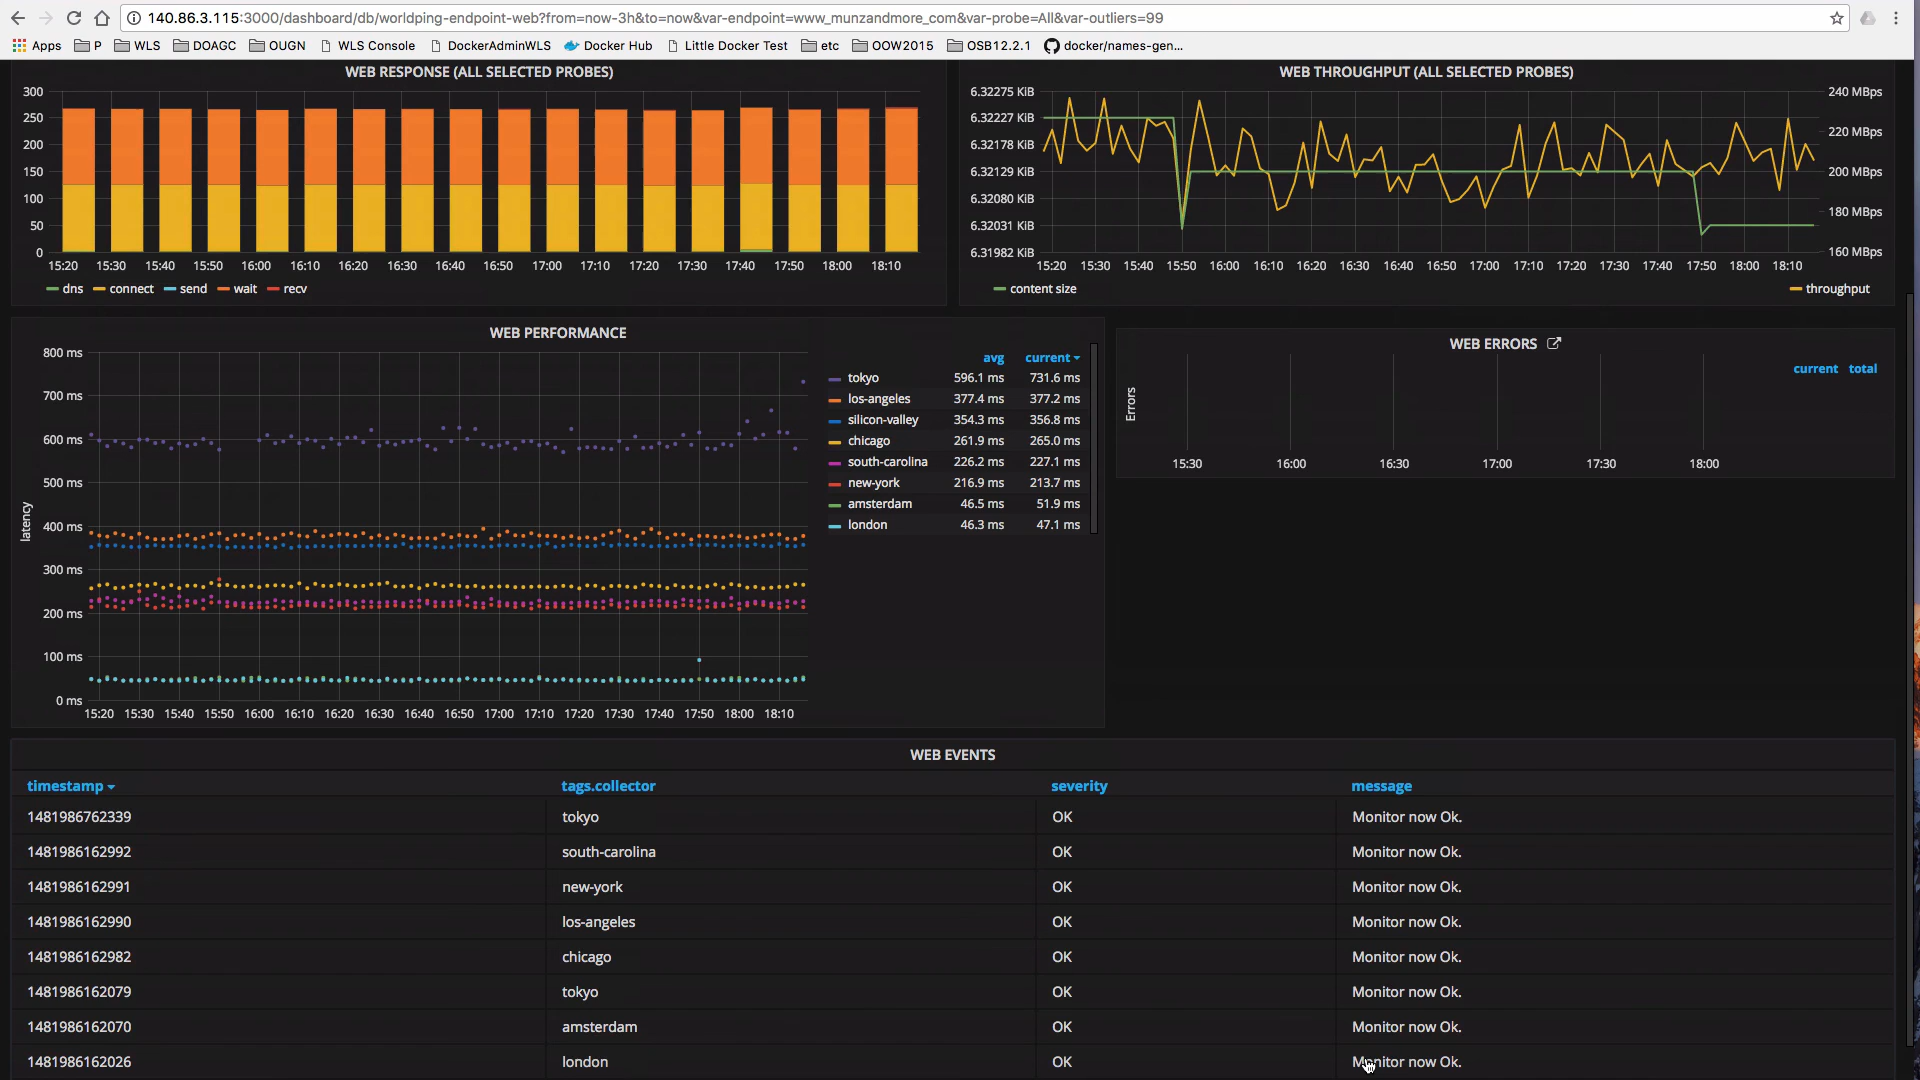 140.86.3.115:3000/dashboard/db/worldping-endpoint-web?from=now-3h&to=now&var-endpoint=www_munzandmore_com&var-probe=All&var-outliers=99
Apps P WLS DOAGC OUGN WLS Console DockerAdminWLS Docker Hub Little Docker Test etc OOW2015 OSB12.2.1 docker/names-gen...
WEB RESPONSE (ALL SELECTED PROBES)
300
250
200
150
100
50
0
15:20 15:30 15:40 15:50 16:00 16:10 16:20 16:30 16:40 16:50 17:00 17:10 17:20 17:30 17:40 17:50 18:00 18:10
dns connect send wait recv
WEB THROUGHPUT (ALL SELECTED PROBES)
6.32275 KiB 240 MBps
6.32227 KiB 220 MBps
6.32178 KiB
6.32129 KiB 200 MBps
6.32080 KiB
6.32031 KiB 180 MBps
6.31982 KiB 160 MBps
15:20 15:30 15:40 15:50 16:00 16:10 16:20 16:30 16:40 16:50 17:00 17:10 17:20 17:30 17:40 17:50 18:00 18:10
content size throughput
WEB PERFORMANCE
latency
800 ms
700 ms
600 ms
500 ms
400 ms
300 ms
200 ms
100 ms
0 ms
15:20 15:30 15:40 15:50 16:00 16:10 16:20 16:30 16:40 16:50 17:00 17:10 17:20 17:30 17:40 17:50 18:00 18:10
avg current
tokyo 596.1 ms 731.6 ms
los-angeles 377.4 ms 377.2 ms
silicon-valley 354.3 ms 356.8 ms
chicago 261.9 ms 265.0 ms
south-carolina 226.2 ms 227.1 ms
new-york 216.9 ms 213.7 ms
amsterdam 46.5 ms 51.9 ms
london 46.3 ms 47.1 ms
WEB ERRORS
current total
Errors
15:30 16:00 16:30 17:00 17:30 18:00
WEB EVENTS
timestamp tags.collector severity message
1481986762339 tokyo OK Monitor now Ok.
1481986162992 south-carolina OK Monitor now Ok.
1481986162991 new-york OK Monitor now Ok.
1481986162990 los-angeles OK Monitor now Ok.
1481986162982 chicago OK Monitor now Ok.
1481986162079 tokyo OK Monitor now Ok.
1481986162070 amsterdam OK Monitor now Ok.
1481986162026 london OK Monitor now Ok.